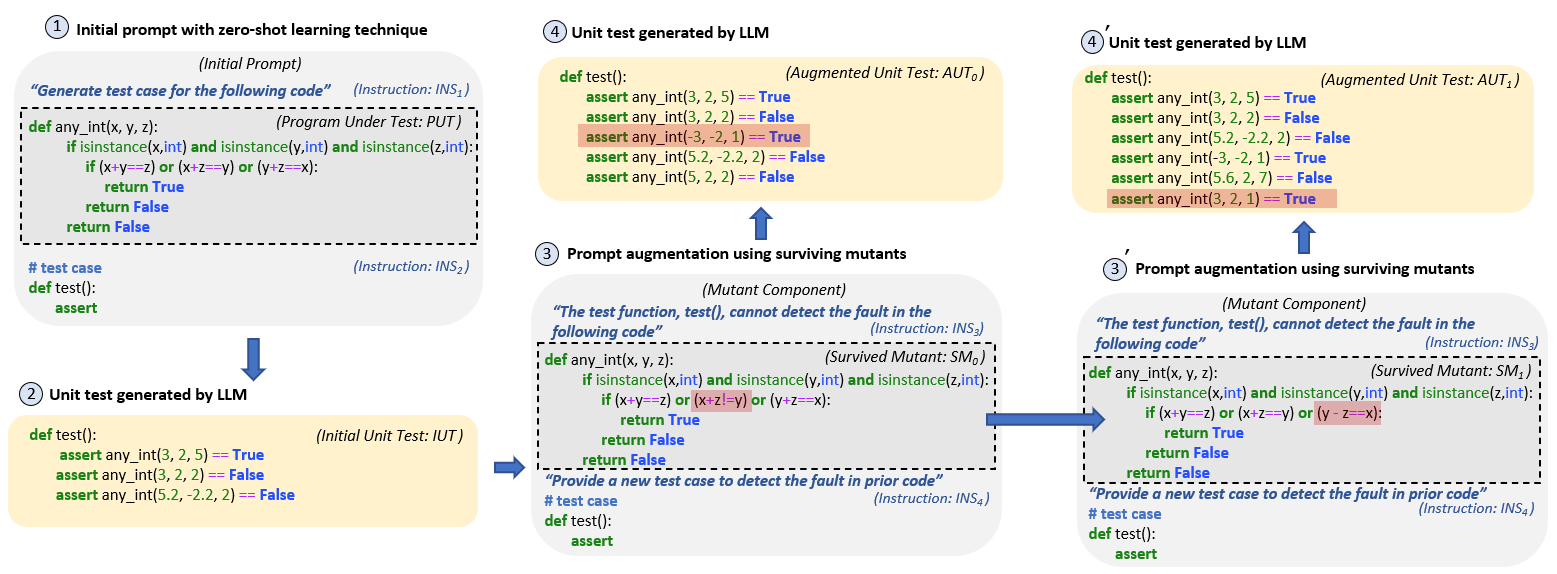 1 Initial prompt with zero-shot learning technique
(Initial Prompt)
“Generate test case for the following code” (Instruction: INS1)
def any_int(x, y, z): (Program Under Test: PUT)
if isinstance(x,int) and isinstance(y,int) and isinstance(z,int):
if (x+y==z) or (x+z==y) or (y+z==x):
return True
return False
return False
# test case (Instruction: INS2)
def test():
assert
2 Unit test generated by LLM
def test(): (Initial Unit Test: IUT)
assert any_int(3, 2, 5) == True
assert any_int(3, 2, 2) == False
assert any_int(5.2, -2.2, 2) == False
4 Unit test generated by LLM
(Augmented Unit Test: AUT0)
def test():
assert any_int(3, 2, 5) == True
assert any_int(3, 2, 2) == False
assert any_int(-3, -2, 1) == True
assert any_int(5.2, -2.2, 2) == False
assert any_int(5, 2, 2) == False
3 Prompt augmentation using surviving mutants
(Mutant Component)
“The test function, test(), cannot detect the fault in the
following code” (Instruction: INS3)
def any_int(x, y, z): (Survived Mutant: SM0)
if isinstance(x,int) and isinstance(y,int) and isinstance(z,int):
if (x+y==z) or (x+z!=y) or (y+z==x):
return True
return False
return False
“Provide a new test case to detect the fault in prior code”
# test case (Instruction: INS4)
def test():
assert
4′ Unit test generated by LLM
def test(): (Augmented Unit Test: AUT1)
assert any_int(3, 2, 5) == True
assert any_int(3, 2, 2) == False
assert any_int(5.2, -2.2, 2) == False
assert any_int(-3, -2, 1) == True
assert any_int(5.6, 2, 7) == False
assert any_int(3, 2, 1) == True
3′ Prompt augmentation using surviving mutants
(Mutant Component)
“The test function, test(), cannot detect the fault in the
following code” (Instruction: INS3)
def any_int(x, y, z): (Survived Mutant: SM1)
if isinstance(x,int) and isinstance(y,int) and isinstance(z,int):
if (x+y==z) or (x+z==y) or (y - z==x):
return True
return False
return False
“Provide a new test case to detect the fault in prior code”
# test case (Instruction: INS4)
def test():
assert